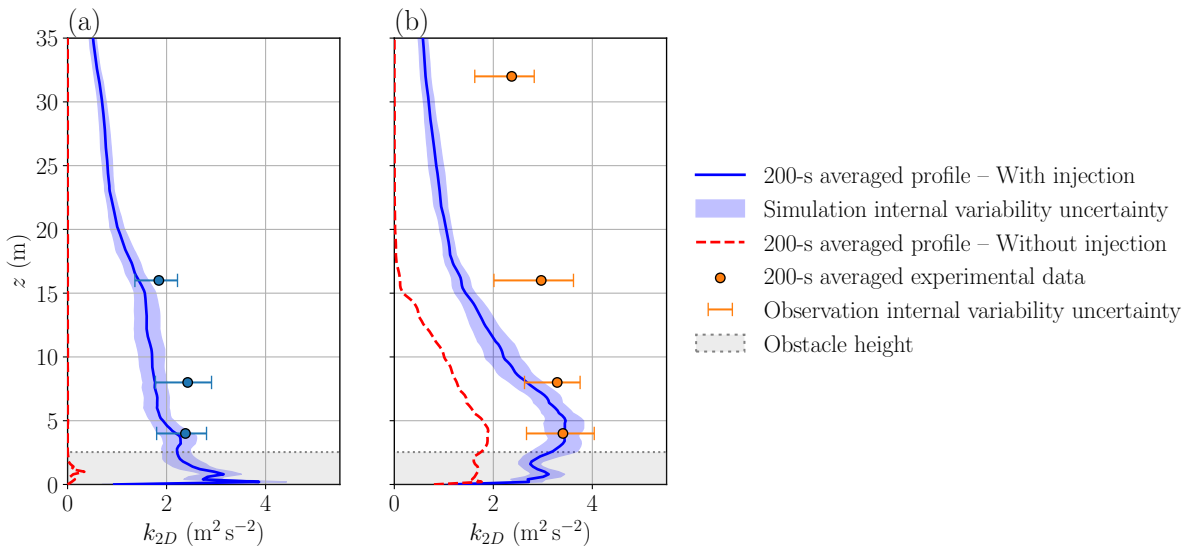 (a)
(b)
35
30
25
20
15
10
5
0
z (m)
0 2 4
0 2 4
k2D (m² s⁻²)
k2D (m² s⁻²)
200-s averaged profile – With injection
Simulation internal variability uncertainty
200-s averaged profile – Without injection
200-s averaged experimental data
Observation internal variability uncertainty
Obstacle height